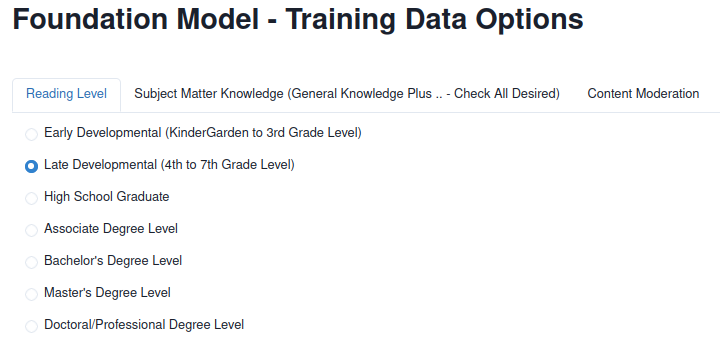 Foundation Model - Training Data Options
Reading Level
Subject Matter Knowledge (General Knowledge Plus .. - Check All Desired)
Content Moderation
Early Developmental (KinderGarden to 3rd Grade Level)
Late Developmental (4th to 7th Grade Level)
High School Graduate
Associate Degree Level
Bachelor's Degree Level
Master's Degree Level
Doctoral/Professional Degree Level